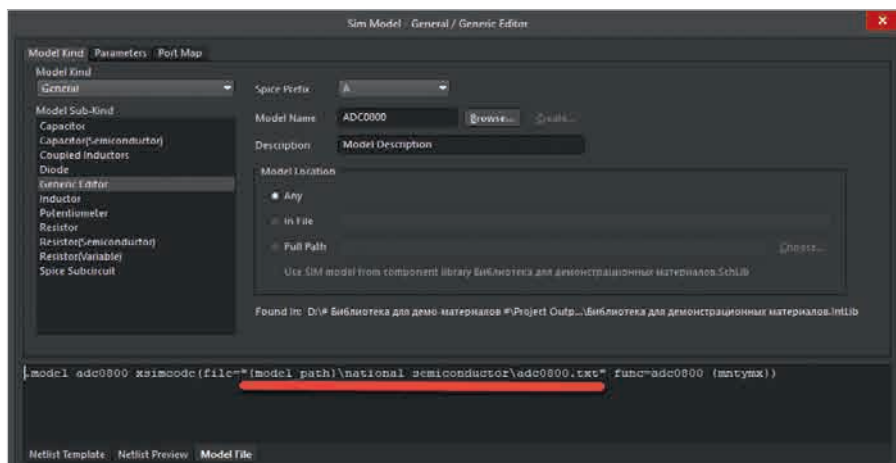 Sim Model - General / Generic Editor
Model Kind Parameters Port Map
Model Kind
General
Spice Prefix A
Model Sub-Kind
Capacitor
Capacitor(Semiconductor)
Coupled Inductors
Diode
Generic Editor
Inductor
Potentiometer
Resistor
Resistor(Semiconductor)
Resistor(Variable)
Spice Subcircuit
Model Name ADC0800 Browse... Create...
Description Model Description
Model Location
Any
In File
Full Path Choose...
Use SIM model from component library Библиотека для демонстрационных материалов.SchLib
Found In: D:\# Библиотека для демо-материалов #\Project Outp...\Библиотека для демонстрационных материалов.IntLib
.model adc0800 xsimcode(file="{model_path}\national semiconductor\adc0800.txt" func=adc0800 {mntymx})
Netlist Template Netlist Preview Model File